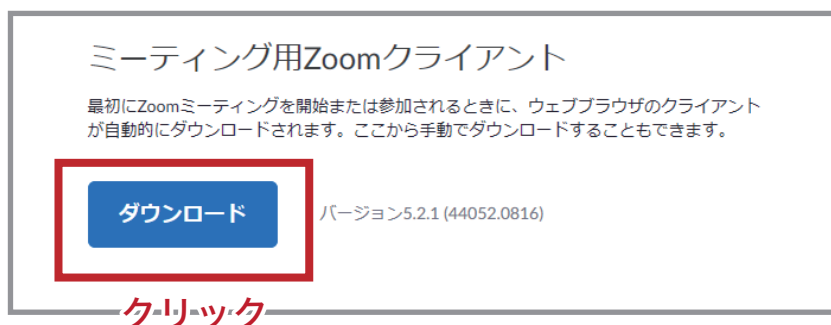 ミーティング用Zoomクライアント
最初にZoomミーティングを開始または参加されるときに、ウェブブラウザのクライアント
が自動的にダウンロードされます。ここから手動でダウンロードすることもできます。
ダウンロード バージョン5.2.1 (44052.0816)
クリック